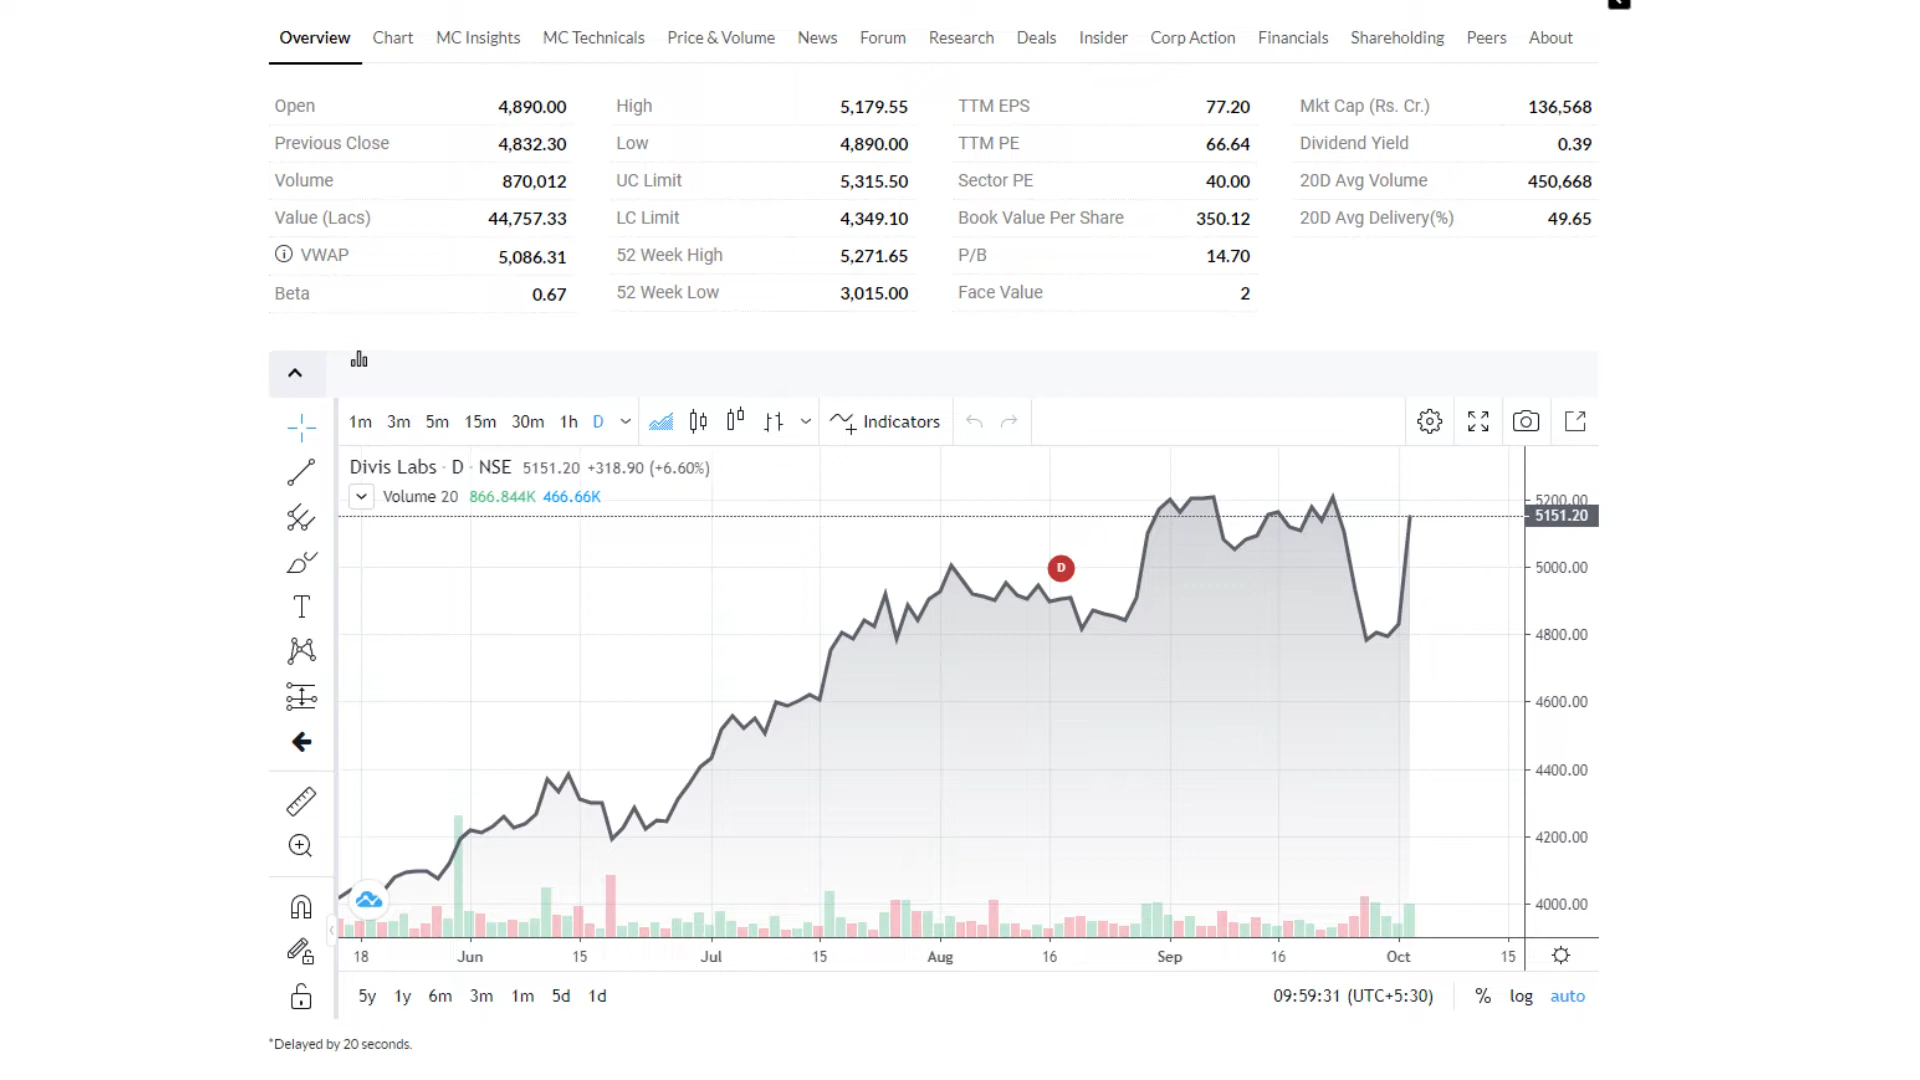 Overview Chart MC Insights MC Technicals Price & Volume News Forum Research Deals Insider Corp Action Financials Shareholding Peers About
Open 4,890.00 High 5,179.55 TTM EPS 77.20 Mkt Cap (Rs. Cr.) 136,568
Previous Close 4,832.30 Low 4,890.00 TTM PE 66.64 Dividend Yield 0.39
Volume 870,012 UC Limit 5,315.50 Sector PE 40.00 20D Avg Volume 450,668
Value (Lacs) 44,757.33 LC Limit 4,349.10 Book Value Per Share 350.12 20D Avg Delivery(%) 49.65
VWAP 5,086.31 52 Week High 5,271.65 P/B 14.70
Beta 0.67 52 Week Low 3,015.00 Face Value 2
1m 3m 5m 15m 30m 1h D Indicators
Divis Labs · D · NSE 5151.20 +318.90 (+6.60%)
Volume 20 866.844K 466.66K
5200.00
5151.20
D
5000.00
4800.00
4600.00
4400.00
4200.00
4000.00
18 Jun 15 Jul 15 Aug 16 Sep 16 Oct 15
5y 1y 6m 3m 1m 5d 1d 09:59:31 (UTC+5:30) % log auto
*Delayed by 20 seconds.